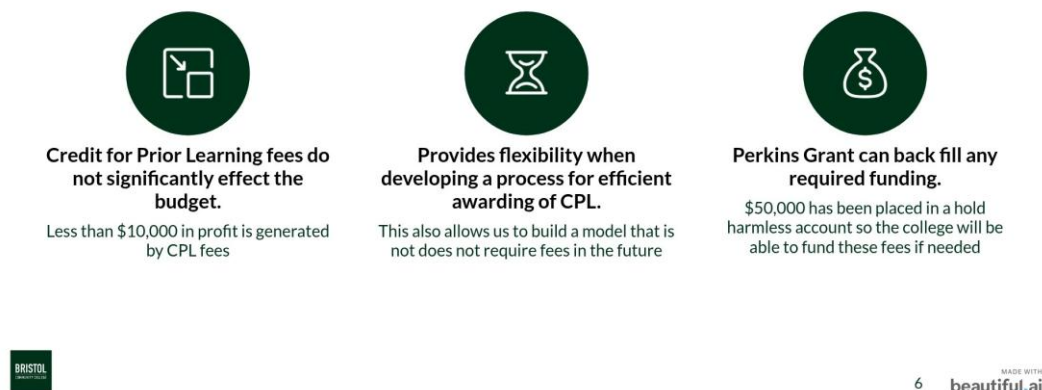 Credit for Prior Learning fees do
not significantly effect the
budget.
Less than $10,000 in profit is generated
by CPL fees
Provides flexibility when
developing a process for efficient
awarding of CPL.
This also allows us to build a model that is
not does not require fees in the future
Perkins Grant can back fill any
required funding.
$50,000 has been placed in a hold
harmless account so the college will be
able to fund these fees if needed
BRISTOL
COMMUNITY COLLEGE
6
MADE WITH
beautiful.ai